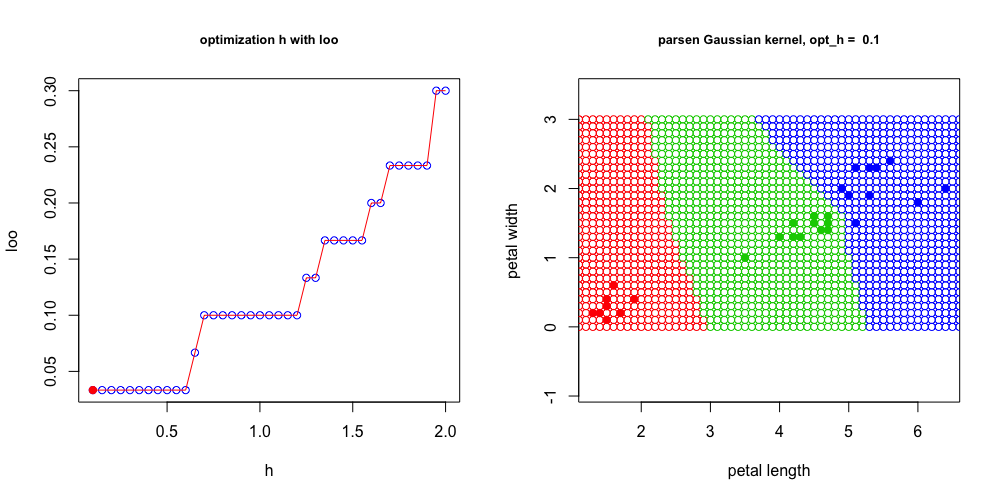 optimization h with loo
loo
0.05 0.10 0.15 0.20 0.25 0.30
0.5 1.0 1.5 2.0
h
parsen Gaussian kernel, opt_h = 0.1
petal width
-1 0 1 2 3
2 3 4 5 6
petal length